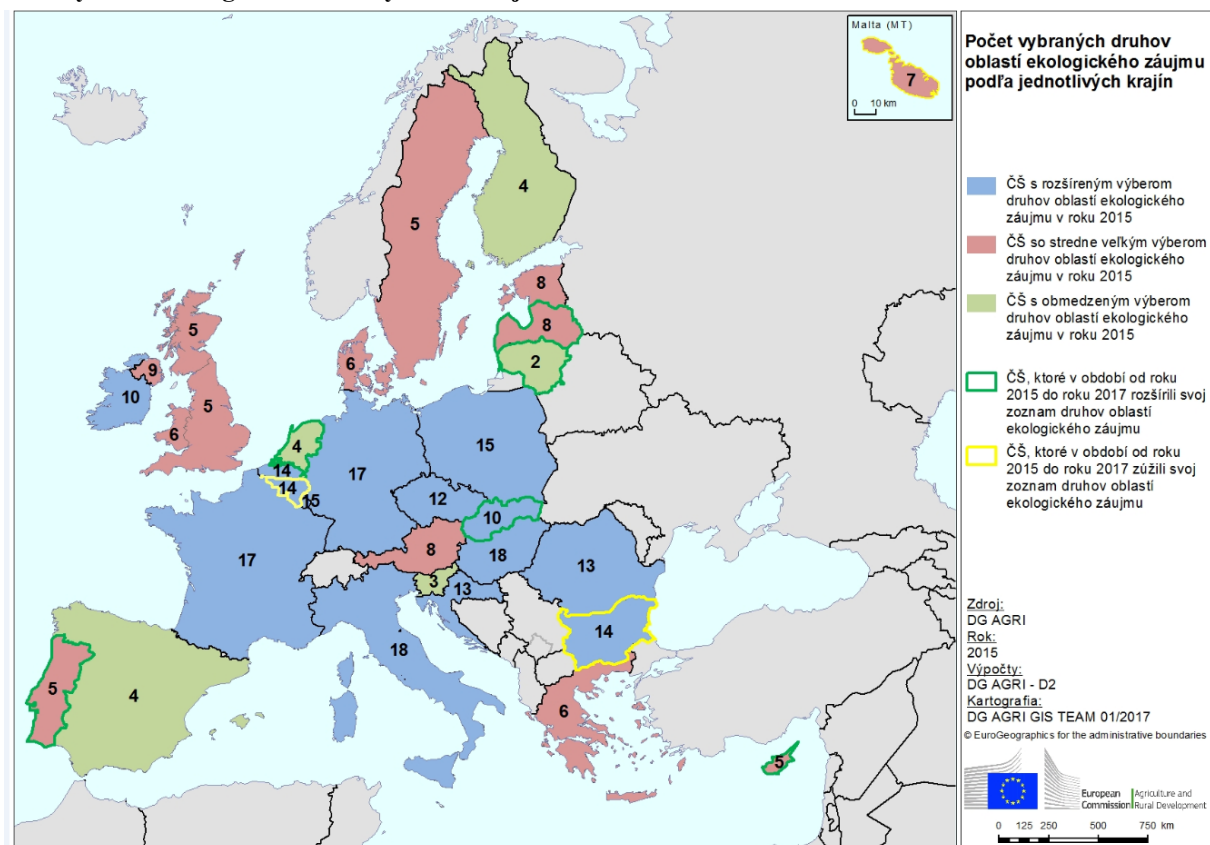 Malta (MT)
7
0 10 km
4
5
8
8
2
6
5
9
10
5
6
4
14
14
15
17
15
12
10
17
8
18
3
13
13
18
14
5
4
6
5
Počet vybraných druhov
oblastí ekologického záujmu
podľa jednotlivých krajín
ČŠ s rozšíreným výberom
druhov oblastí ekologického
záujmu v roku 2015
ČŠ so stredne veľkým výberom
druhov oblastí ekologického
záujmu v roku 2015
ČŠ s obmedzeným výberom
druhov oblastí ekologického
záujmu v roku 2015
ČŠ, ktoré v období od roku
2015 do roku 2017 rozšírili svoj
zoznam druhov oblastí
ekologického záujmu
ČŠ, ktoré v období od roku
2015 do roku 2017 zúžili svoj
zoznam druhov oblastí
ekologického záujmu
Zdroj:
DG AGRI
Rok:
2015
Výpočty:
DG AGRI - D2
Kartografia:
DG AGRI GIS TEAM 01/2017
© EuroGeographics for the administrative boundaries
European
Commission
Agriculture and
Rural Development
0 125 250 500 750 km